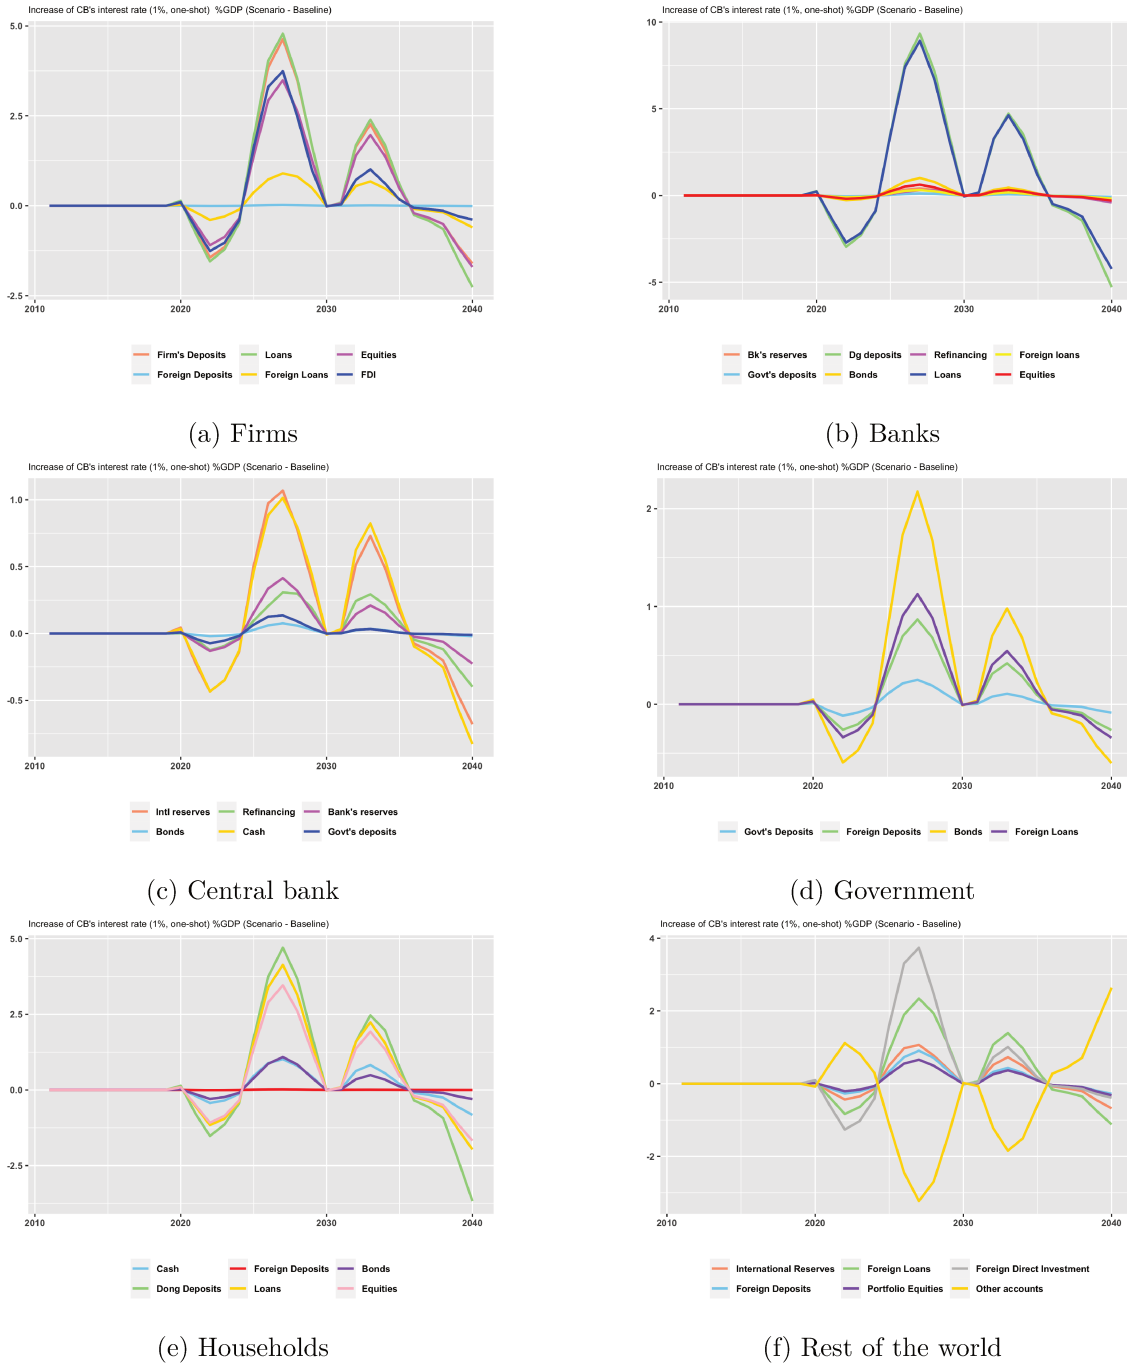 Increase of CB's interest rate (1%, one-shot)  %GDP (Scenario - Baseline)
5.0
2.5
0.0
-2.5
2010 2020 2030 2040
Firm's Deposits Loans Equities
Foreign Deposits Foreign Loans FDI
(a) Firms
Increase of CB's interest rate (1%, one-shot) %GDP (Scenario - Baseline)
10
5
0
-5
2010 2020 2030 2040
Bk's reserves Dg deposits Refinancing Foreign loans
Govt's deposits Bonds Loans Equities
(b) Banks
Increase of CB's interest rate (1%, one-shot) %GDP (Scenario - Baseline)
1.0
0.5
0.0
-0.5
2010 2020 2030 2040
Intl reserves Refinancing Bank's reserves
Bonds Cash Govt's deposits
(c) Central bank
Increase of CB's interest rate (1%, one-shot) %GDP (Scenario - Baseline)
2
1
0
2010 2020 2030 2040
Govt's Deposits Foreign Deposits Bonds Foreign Loans
(d) Government
Increase of CB's interest rate (1%, one-shot) %GDP (Scenario - Baseline)
5.0
2.5
0.0
-2.5
2010 2020 2030 2040
Cash Foreign Deposits Bonds
Dong Deposits Loans Equities
(e) Households
Increase of CB's interest rate (1%, one-shot) %GDP (Scenario - Baseline)
4
2
0
-2
2010 2020 2030 2040
International Reserves Foreign Loans Foreign Direct Investment
Foreign Deposits Portfolio Equities Other accounts
(f) Rest of the world